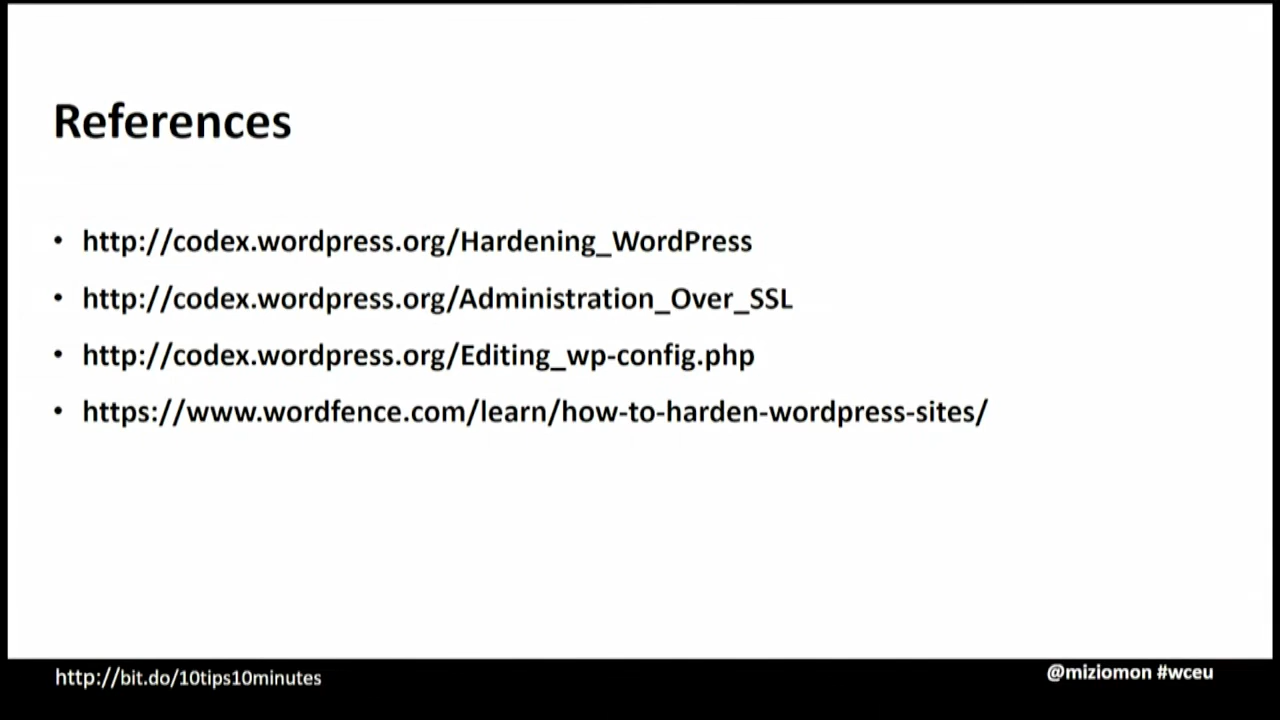 References
• http://codex.wordpress.org/Hardening_WordPress
• http://codex.wordpress.org/Administration_Over_SSL
• http://codex.wordpress.org/Editing_wp-config.php
• https://www.wordfence.com/learn/how-to-harden-wordpress-sites/
http://bit.do/10tips10minutes
@miziomon #wceu